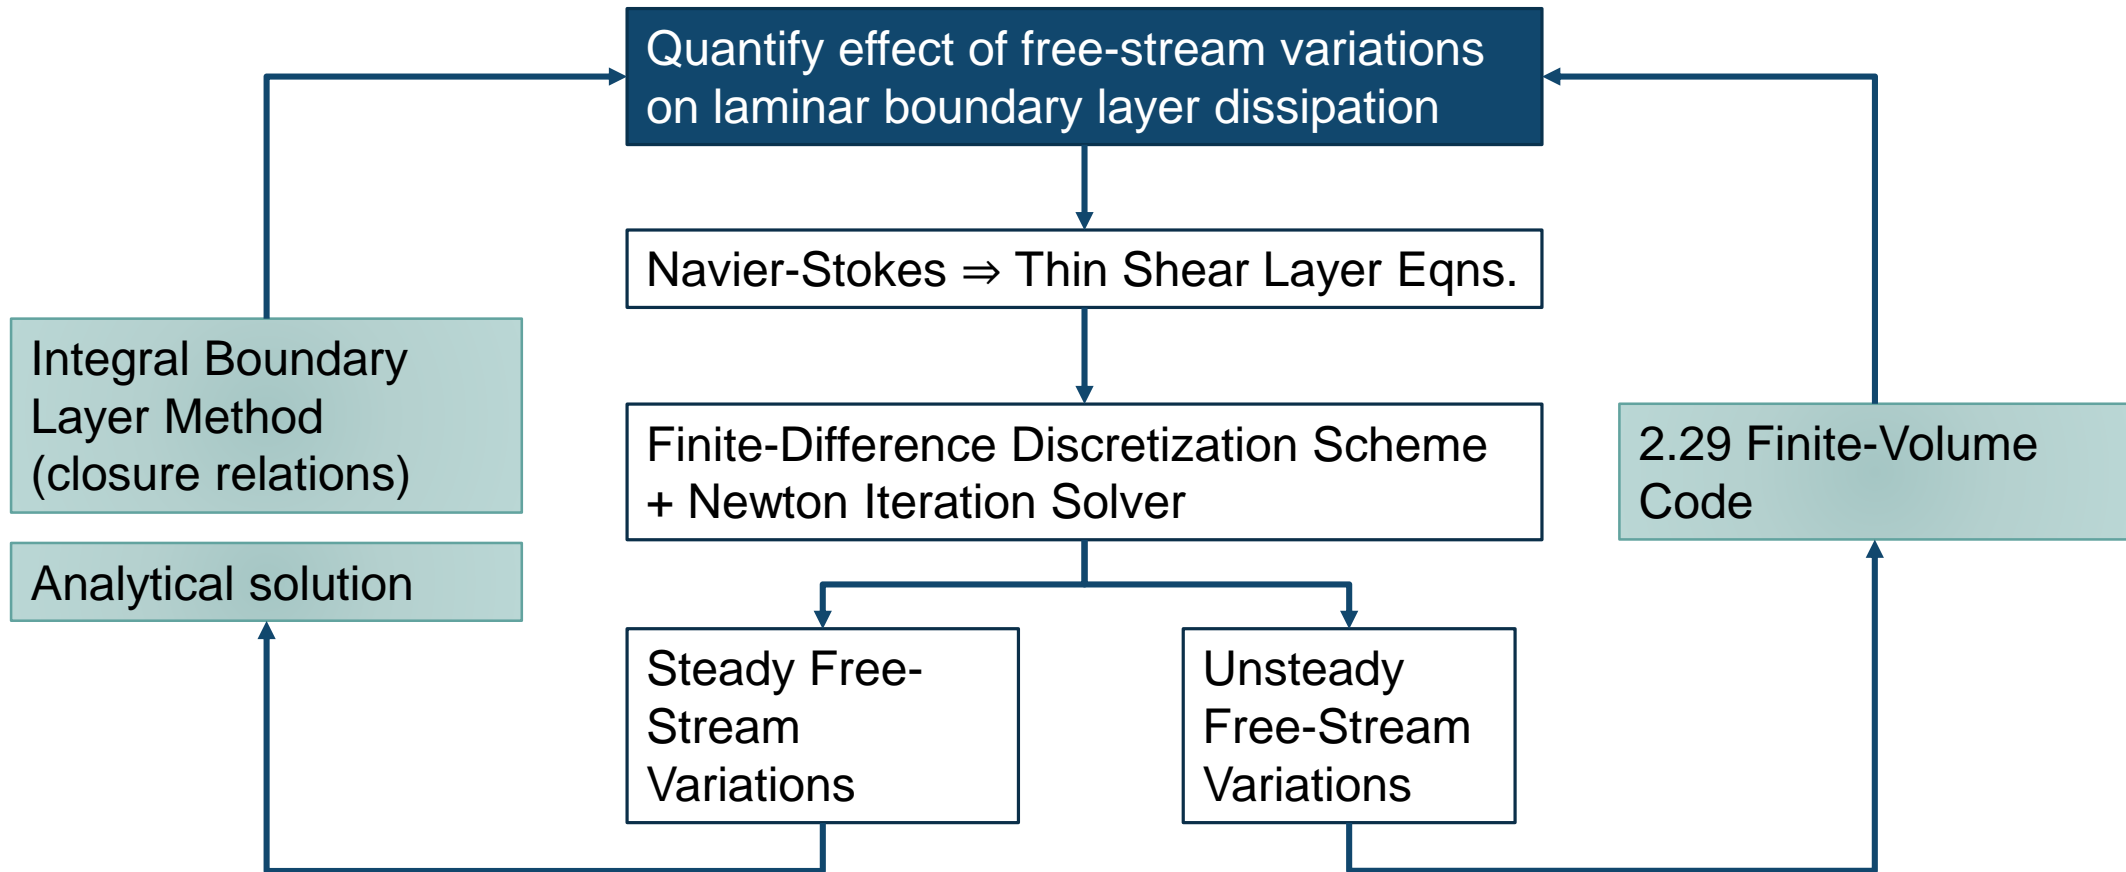 Quantify effect of free-stream variations
on laminar boundary layer dissipation
Navier-Stokes ⇒ Thin Shear Layer Eqns.
Integral Boundary
Layer Method
(closure relations)
Analytical solution
Finite-Difference Discretization Scheme
+ Newton Iteration Solver
2.29 Finite-Volume
Code
Steady Free-
Stream
Variations
Unsteady
Free-Stream
Variations